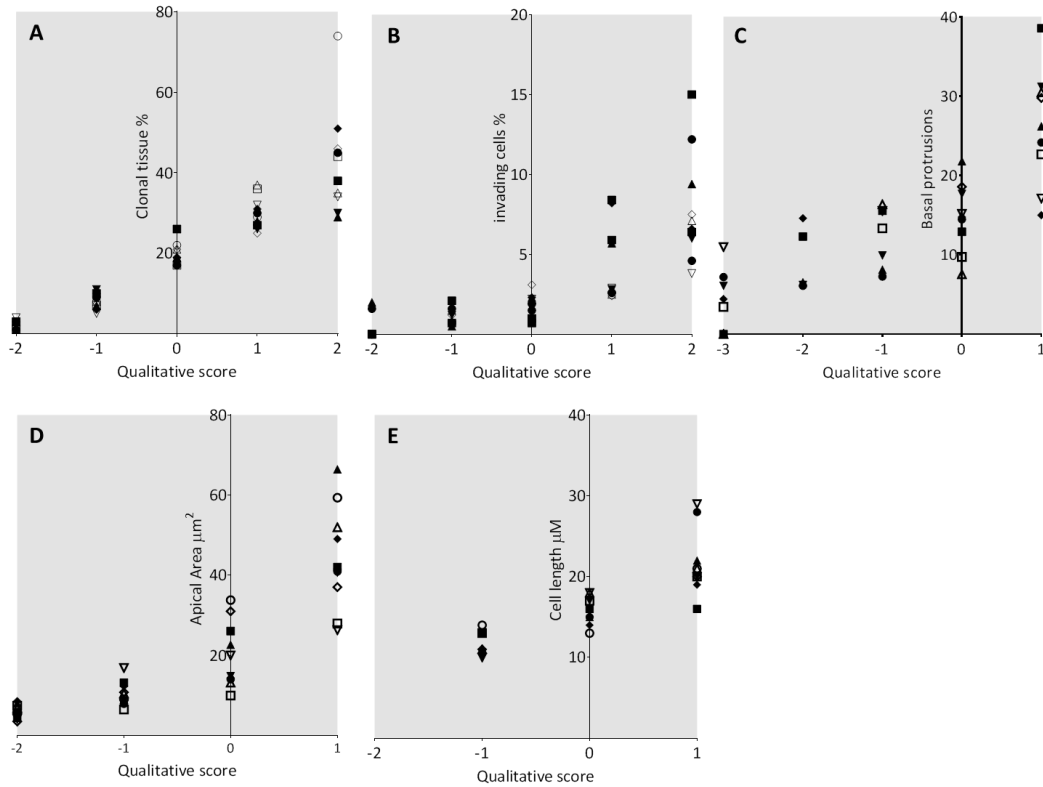 A
Clonal tissue %
80
60
40
20
-2 -1 0 1 2
Qualitative score
B
invading cells %
20
15
10
5
-2 -1 0 1 2
Qualitative score
C
Basal protrusions
40
30
20
10
-3 -2 -1 0 1
Qualitative score
D
Apical Area µm²
80
60
40
20
-2 -1 0 1
Qualitative score
E
Cell length µM
40
30
20
10
-2 -1 0 1
Qualitative score